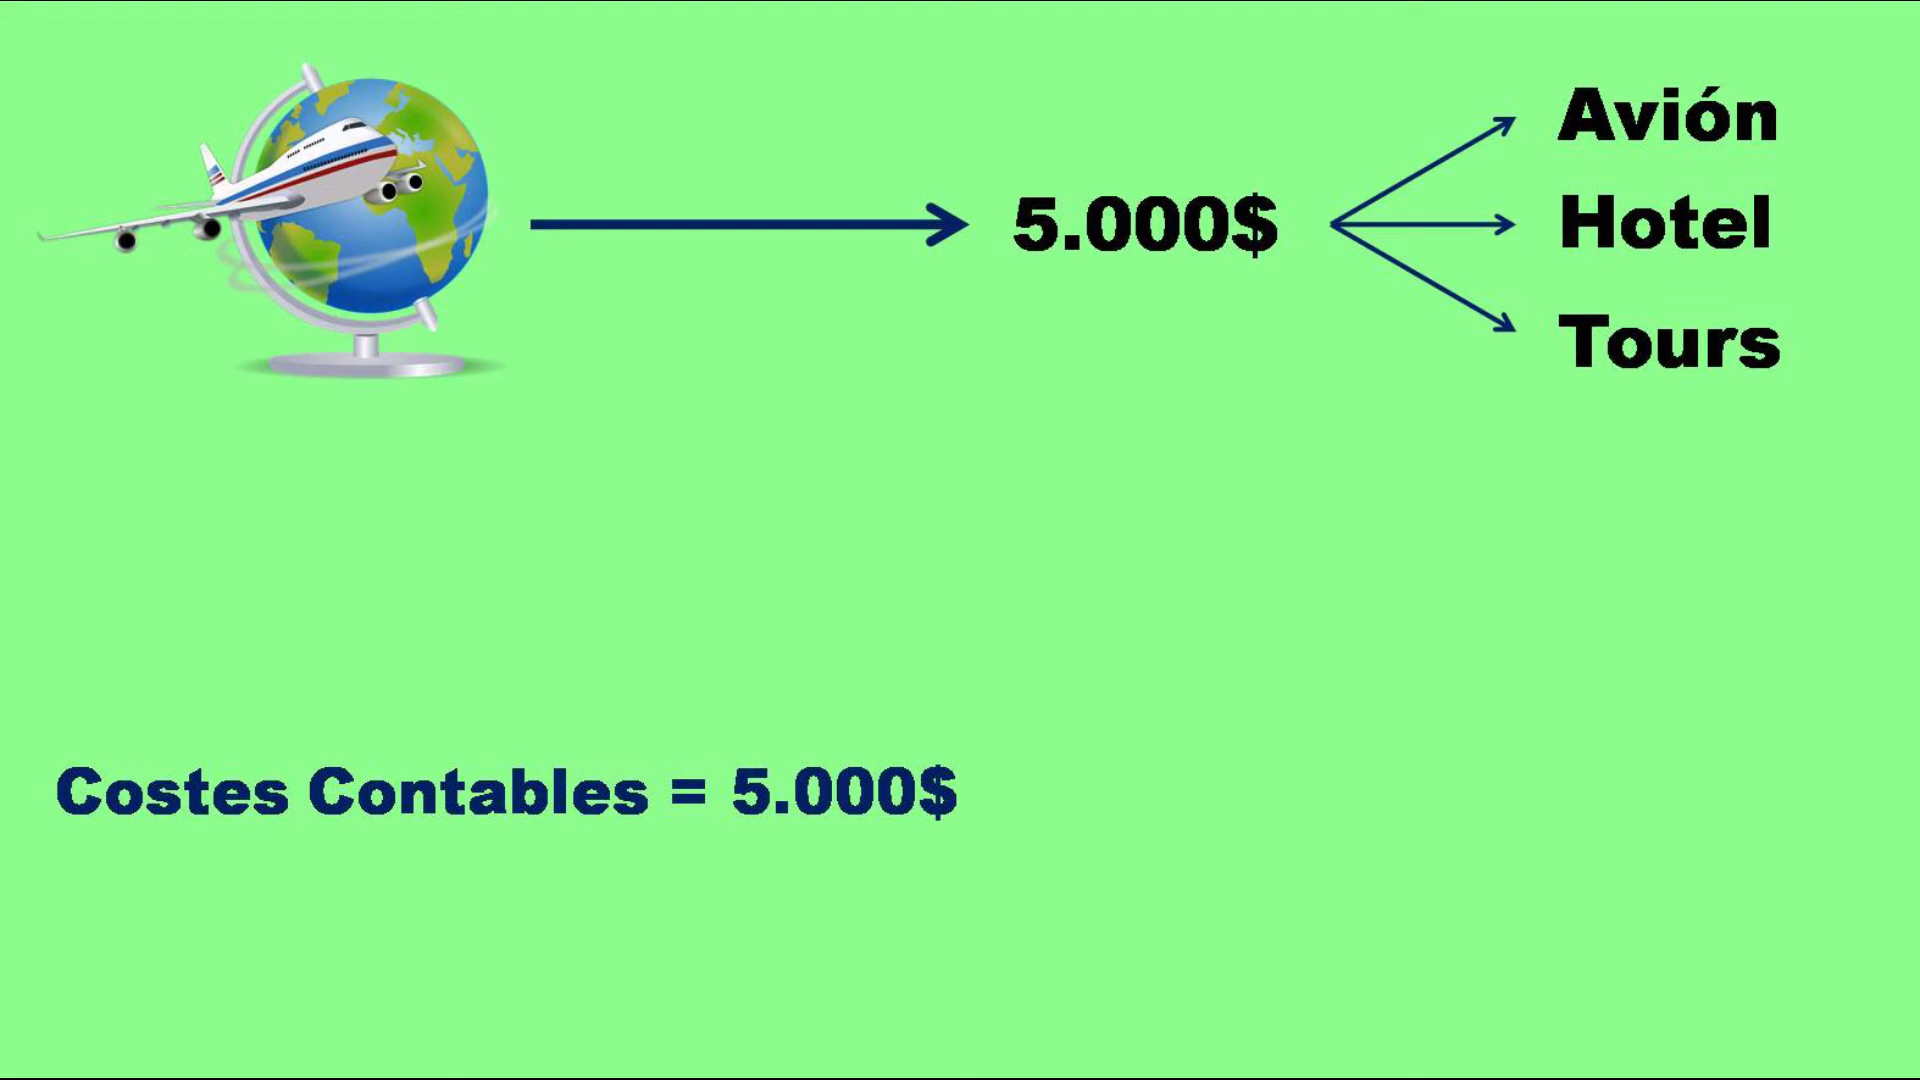 Avión
5.000$
Hotel
Tours
Costes Contables = 5.000$